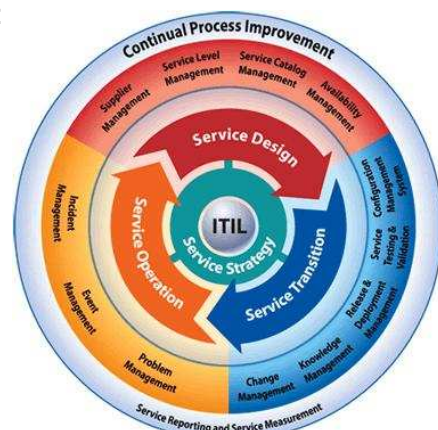 Continual Process Improvement
Supplier
Management
Service Level
Management
Service Catalog
Management
Availability
Management
Service Design
System
Configuration
Management
Service
Testing &
Validation
Release &
Deployment
Management
Knowledge
Management
Change
Management
Service Transition
ITIL
Service Strategy
Service Operation
Incident
Management
Event
Management
Problem
Management
Service Reporting and Service Measurement